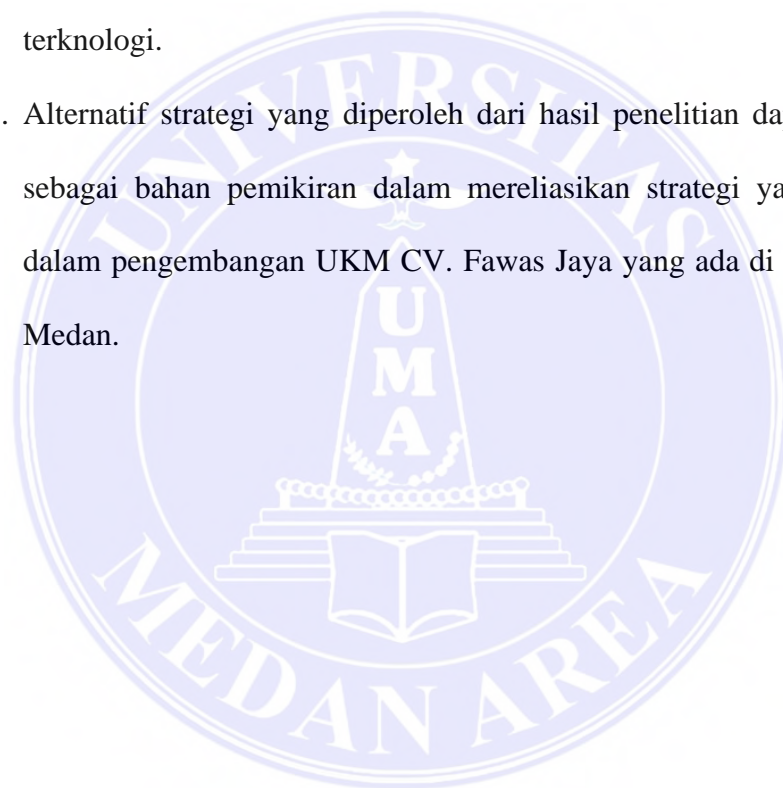 terknologi.
. Alternatif strategi yang diperoleh dari hasil penelitian da
sebagai bahan pemikiran dalam mereliasikan strategi ya
dalam pengembangan UKM CV. Fawas Jaya yang ada di
Medan.
UNIVERSITAS
UMA
MEDAN AREA